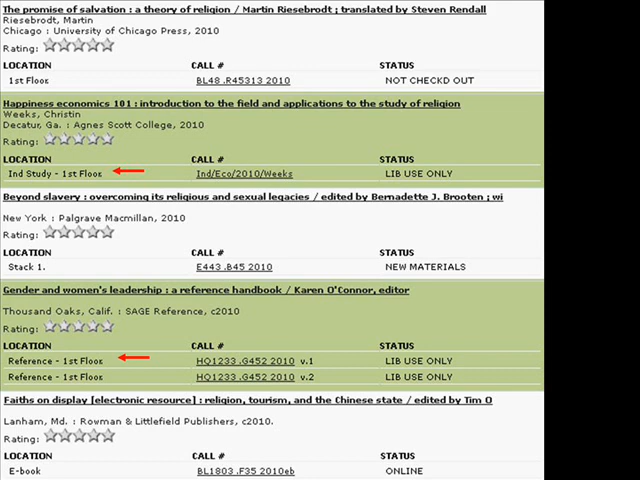 The promise of salvation : a theory of religion / Martin Riesebrodt ; translated by Steven Rendall
Riesebrodt, Martin
Chicago : University of Chicago Press, 2010
Rating:
LOCATION CALL # STATUS
1st Floor BL48 .R45313 2010 NOT CHECKD OUT
Happiness economics 101 : introduction to the field and applications to the study of religion
Weeks, Christin
Decatur, Ga. : Agnes Scott College, 2010
Rating:
LOCATION CALL # STATUS
Ind Study - 1st Floor Ind/Eco/2010/Weeks LIB USE ONLY
Beyond slavery : overcoming its religious and sexual legacies / edited by Bernadette J. Brooten ; wi
New York : Palgrave Macmillan, 2010
Rating:
LOCATION CALL # STATUS
Stack 1. E443 .B45 2010 NEW MATERIALS
Gender and women's leadership : a reference handbook / Karen O'Connor, editor
Thousand Oaks, Calif. : SAGE Reference, c2010
Rating:
LOCATION CALL # STATUS
Reference - 1st Floor HQ1233 .G452 2010 v.1 LIB USE ONLY
Reference - 1st Floor HQ1233 .G452 2010 v.2 LIB USE ONLY
Faiths on display [electronic resource] : religion, tourism, and the Chinese state / edited by Tim O
Lanham, Md. : Rowman & Littlefield Publishers, c2010.
Rating:
LOCATION CALL # STATUS
E-book BL1803 .F35 2010eb ONLINE